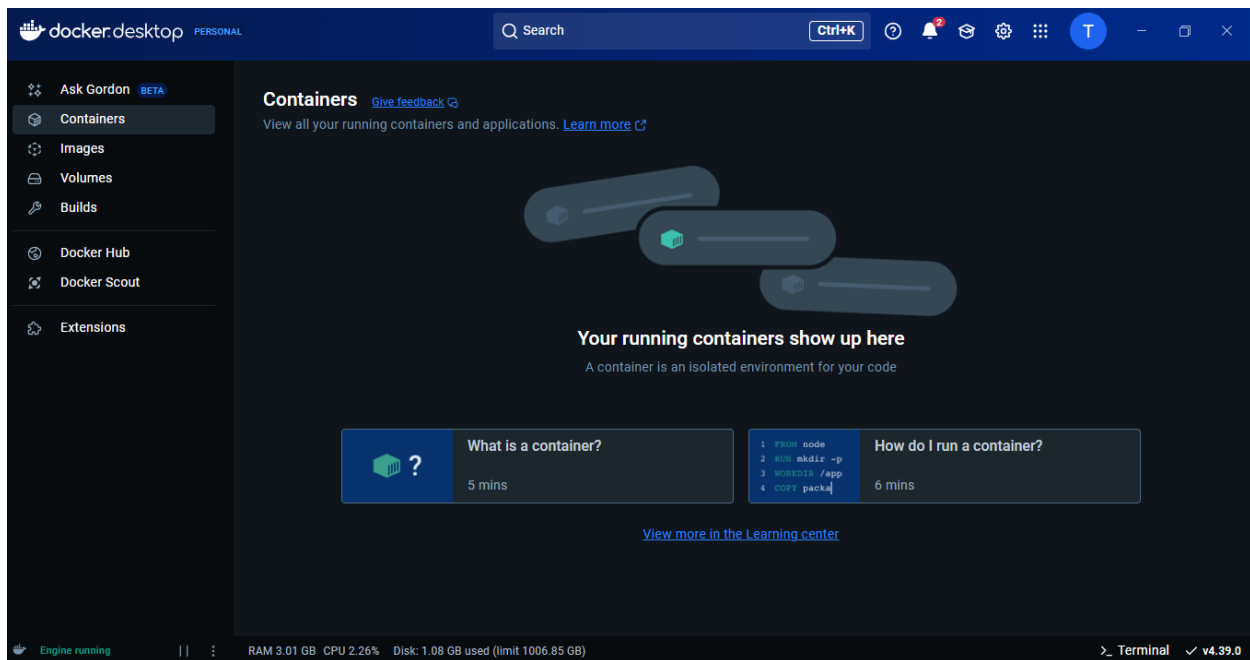 docker.desktop PERSONAL
Search
Ctrl+K
2
T
Ask Gordon BETA
Containers
Images
Volumes
Builds
Docker Hub
Docker Scout
Extensions
Containers Give feedback
View all your running containers and applications. Learn more
Your running containers show up here
A container is an isolated environment for your code
?
What is a container?
5 mins
1 FROM node
2 RUN mkdir -p
3 WORKDIR /app
4 COPY packa
How do I run a container?
6 mins
View more in the Learning center
Engine running
RAM 3.01 GB CPU 2.26% Disk: 1.08 GB used (limit 1006.85 GB)
>_ Terminal
v4.39.0